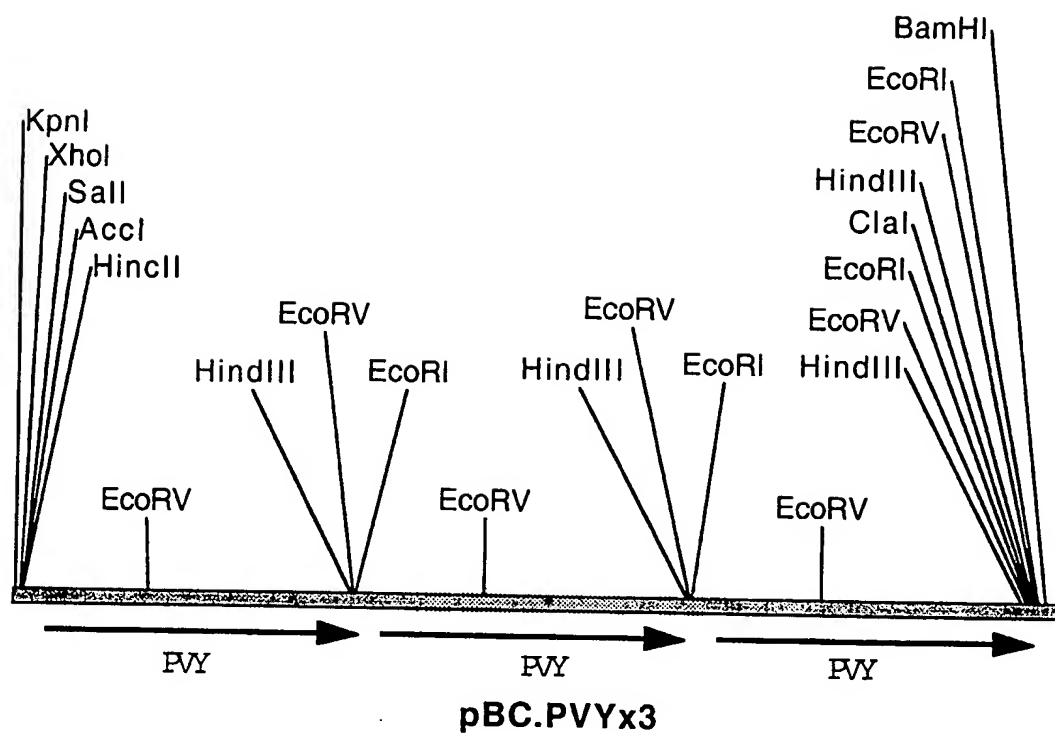 BamHI
EcoRI
KpnI
EcoRV
XhoI
HindIII
SalI
ClaI
AccI
HincII
EcoRI
EcoRV
EcoRV
EcoRV
HindIII
EcoRI
HindIII
EcoRI
HindIII
EcoRV
EcoRV
EcoRV
PVY
PVY
PVY
pBC.PVYx3